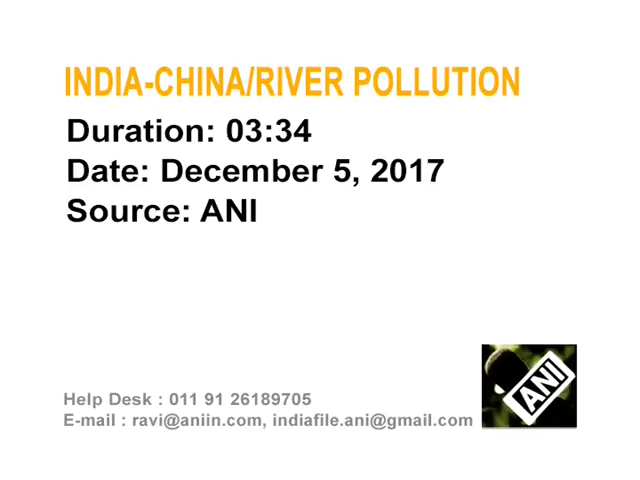 INDIA-CHINA/RIVER POLLUTION
Duration: 03:34
Date: December 5, 2017
Source: ANI
Help Desk : 011 91 26189705
E-mail : ravi@aniin.com, indiafile.ani@gmail.com
ANI